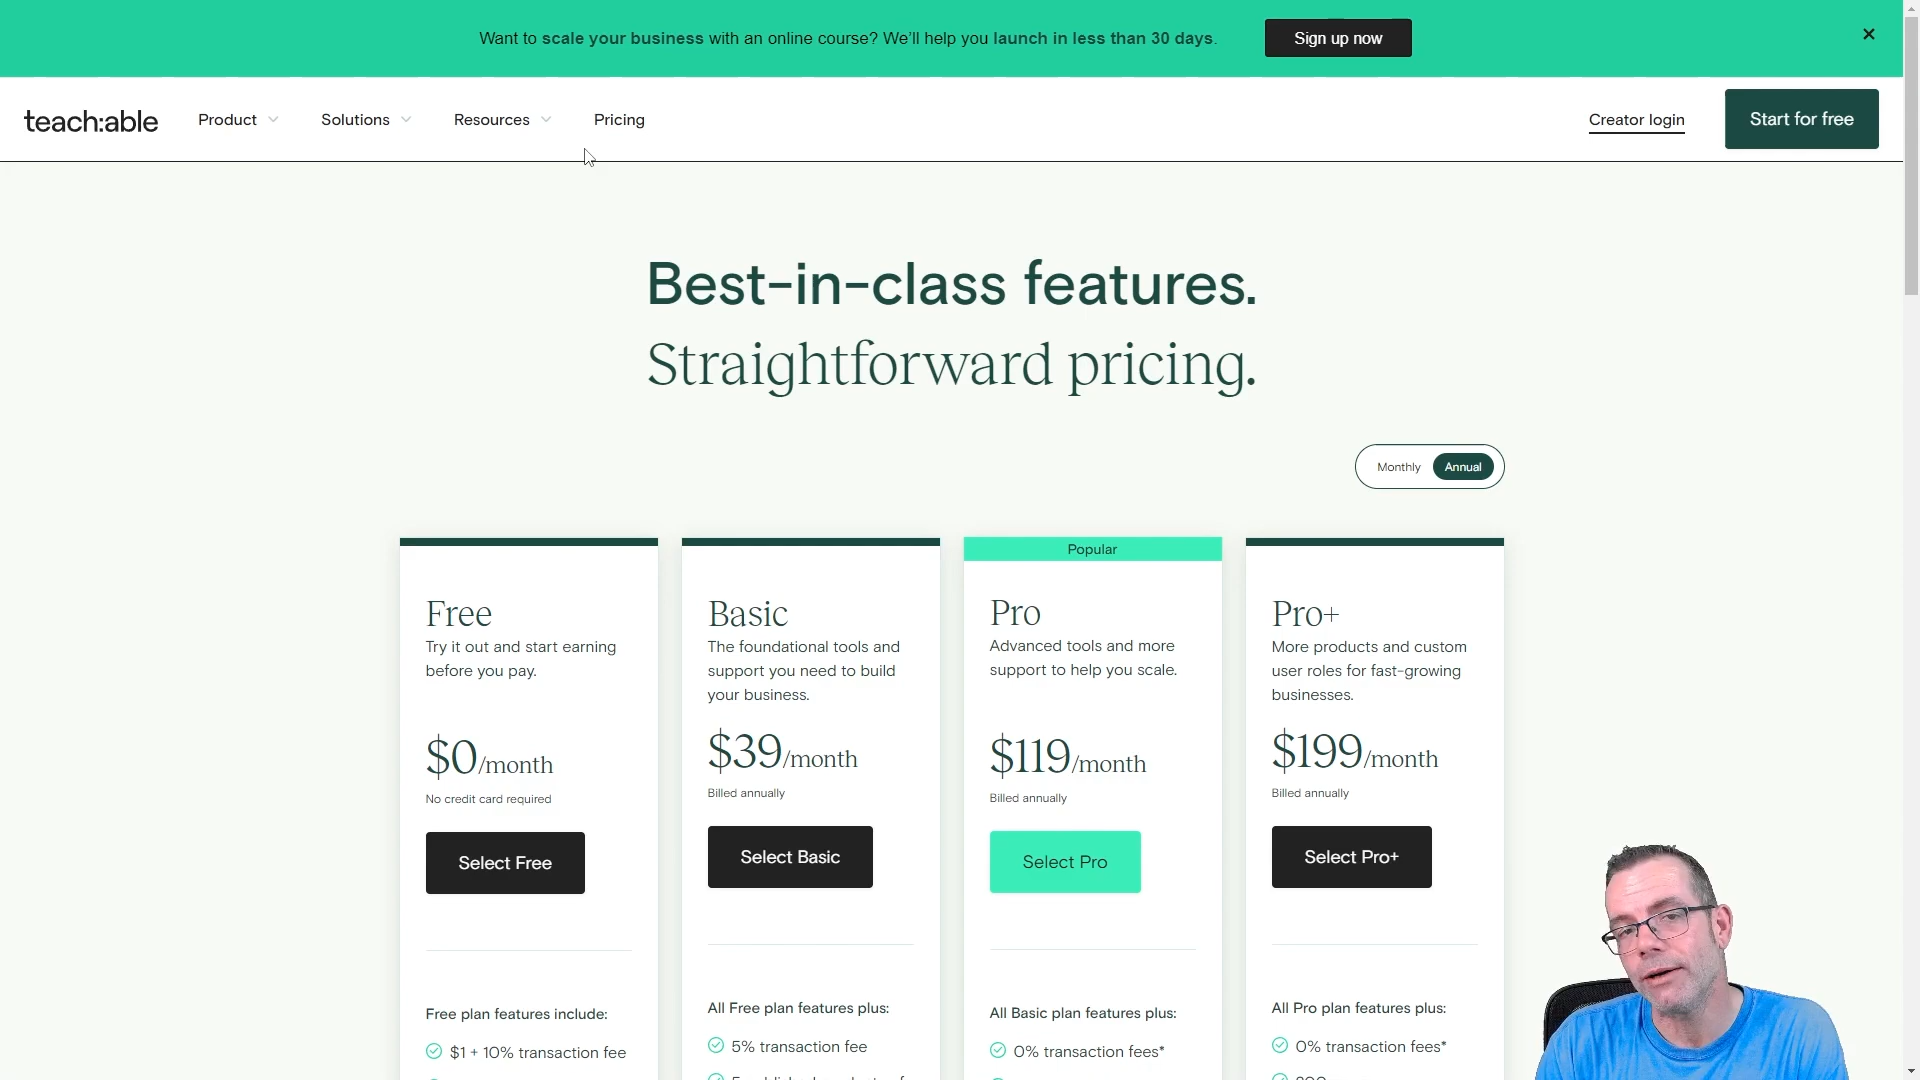 Want to scale your business with an online course? We'll help you launch in less than 30 days.
Sign up now
teach:able
Product
Solutions
Resources
Pricing
Creator login
Start for free
Best-in-class features.
Straightforward pricing.
Monthly
Annual
Free
Try it out and start earning
before you pay.
$0/month
No credit card required
Select Free
Free plan features include:
$1 + 10% transaction fee
Basic
The foundational tools and
support you need to build
your business.
$39/month
Billed annually
Select Basic
All Free plan features plus:
5% transaction fee
Popular
Pro
Advanced tools and more
support to help you scale.
$119/month
Billed annually
Select Pro
All Basic plan features plus:
0% transaction fees*
Pro+
More products and custom
user roles for fast-growing
businesses.
$199/month
Billed annually
Select Pro+
All Pro plan features plus:
0% transaction fees*